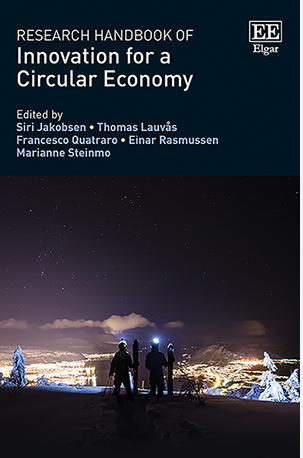 EE
Elgar
RESEARCH HANDBOOK OF
Innovation for a
Circular Economy
Edited by
Siri Jakobsen • Thomas Lauvås
Francesco Quatraro • Einar Rasmussen
Marianne Steinmo